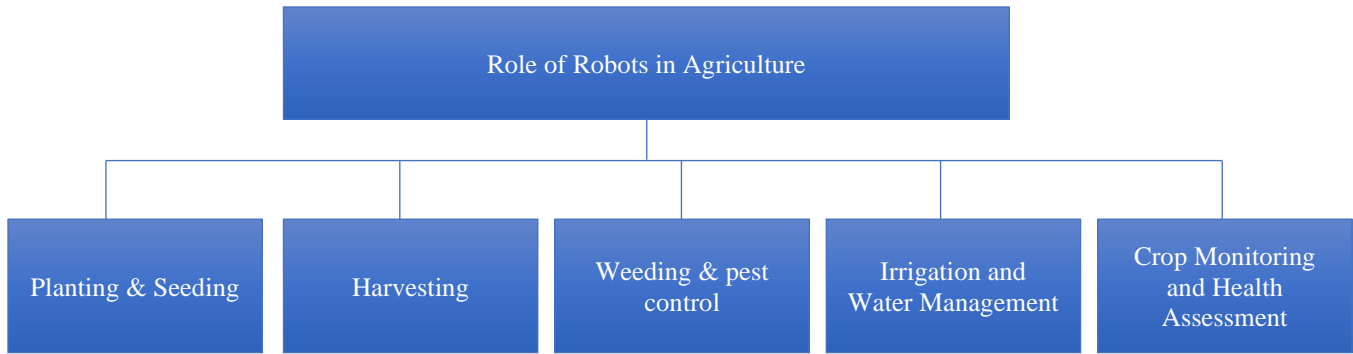 Role of Robots in Agriculture
Planting & Seeding
Harvesting
Weeding & pest
control
Irrigation and
Water Management
Crop Monitoring
and Health
Assessment